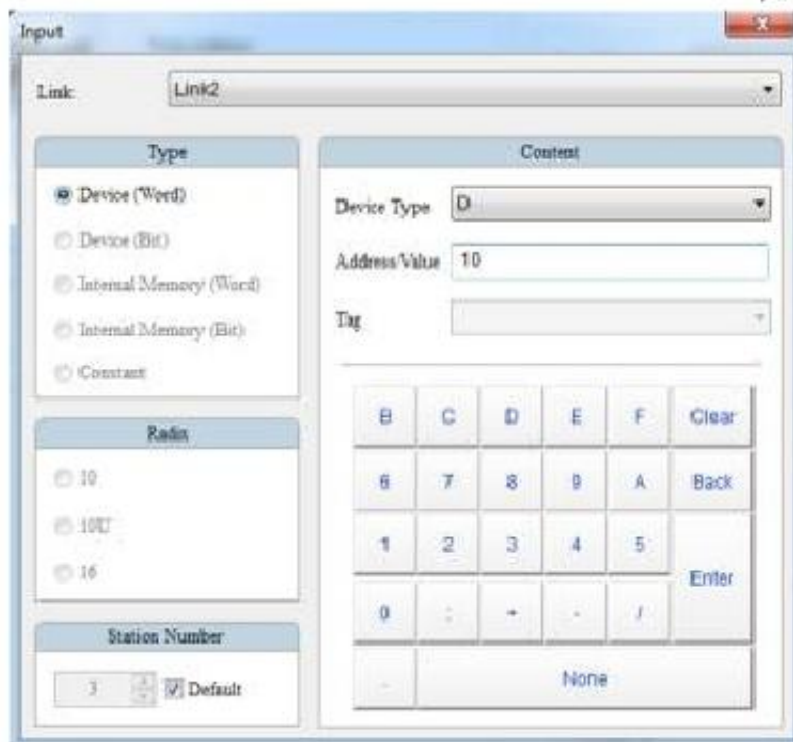 Input
Link:
Link2
Type
Device (Word)
Device (Bit)
Internal Memory (Word)
Internal Memory (Bit)
Constant
Radix
10
10U
16
Station Number
3
Default
Content
Device Type
D
Address/Value
10
Tag
B C D E F Clear
6 7 8 9 A Back
1 2 3 4 5 Enter
0 : + - /
. None